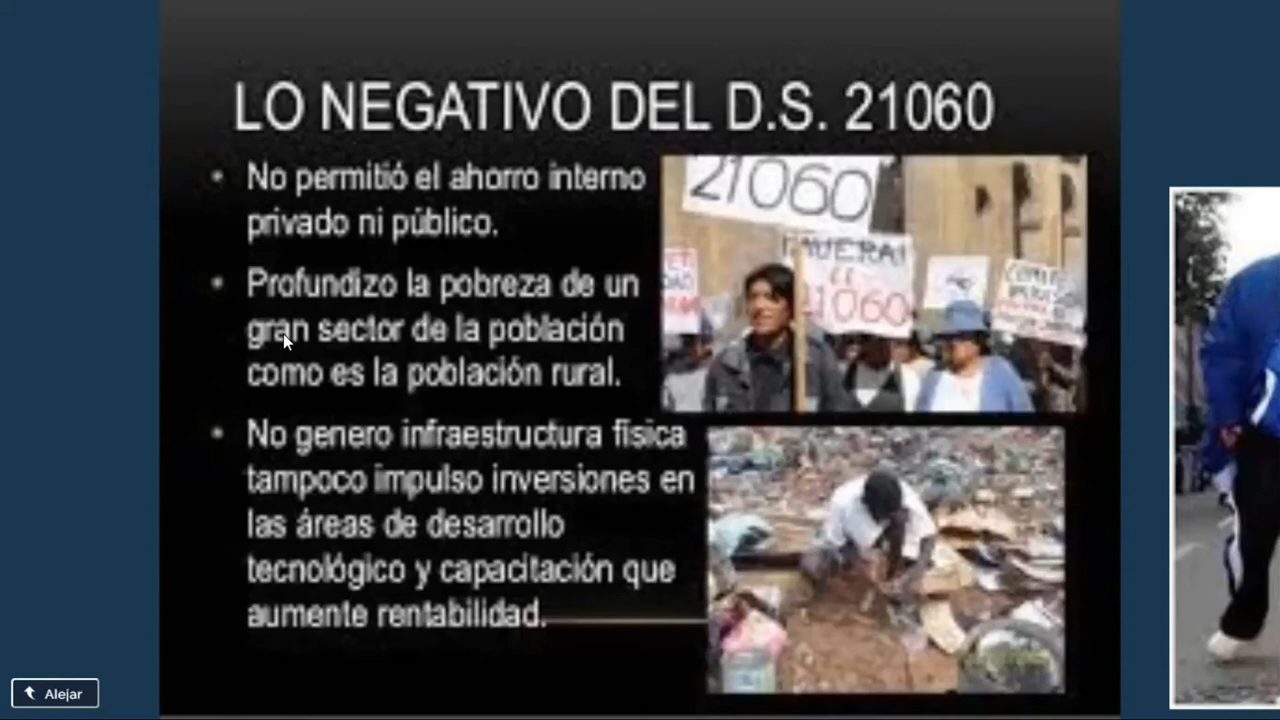 LO NEGATIVO DEL D.S. 21060
• No permitió el ahorro interno
privado ni público.
• Profundizo la pobreza de un
gran sector de la población
como es la población rural.
• No genero infraestructura física
tampoco impulso inversiones en
las áreas de desarrollo
tecnológico y capacitación que
aumente rentabilidad.
21060
21060
Alejar